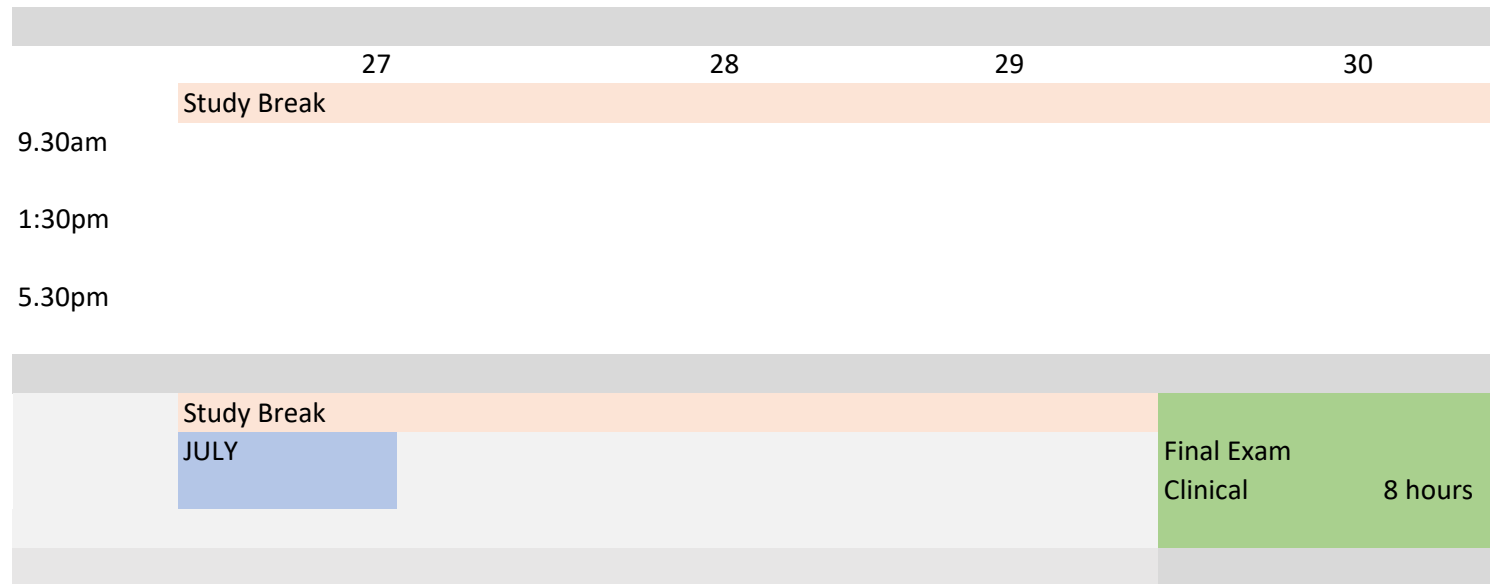 27 28 29 30
Study Break
9.30am
1:30pm
5.30pm
Study Break
JULY Final Exam
Clinical 8 hours